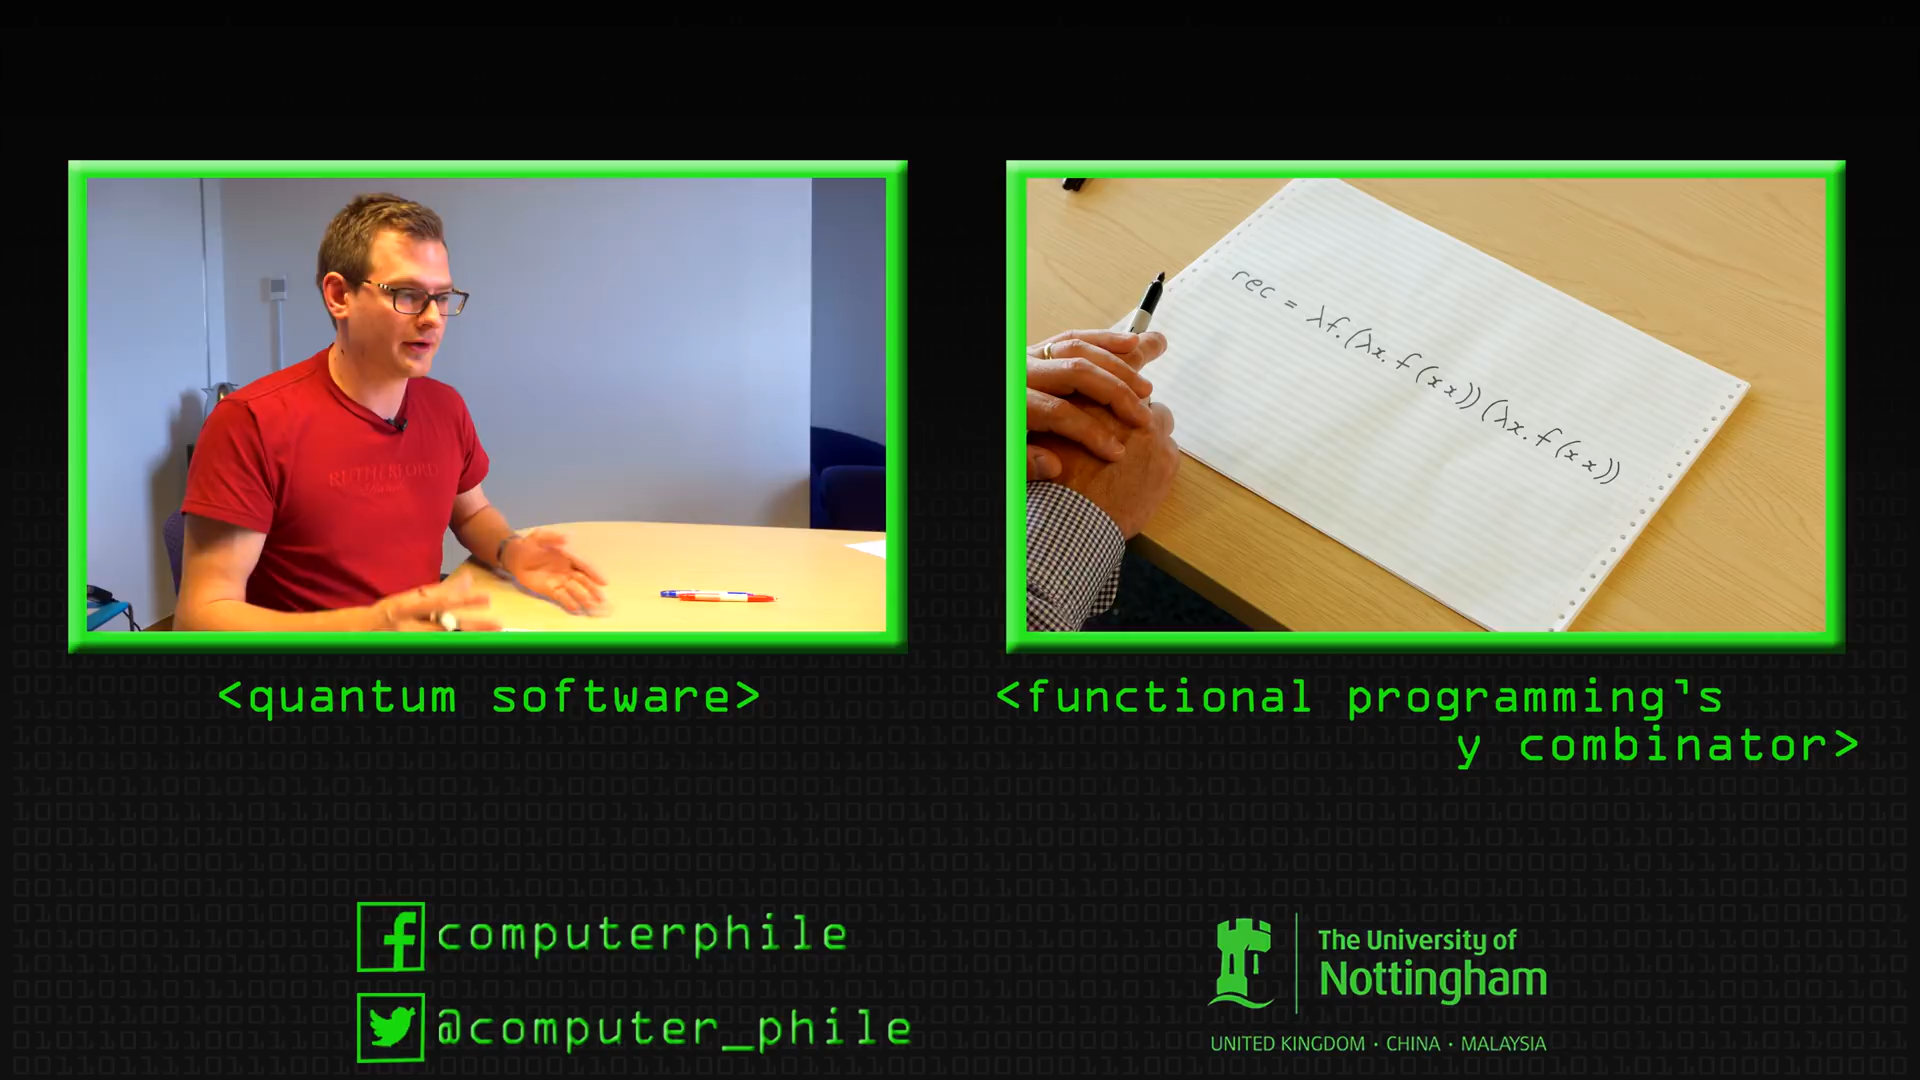 RUTHERFORD
rec = λf.(λx. f(x x)) (λx. f(x x))
<quantum software>
<functional programming's
y combinator>
computerphile
@computer_phile
The University of
Nottingham
UNITED KINGDOM · CHINA · MALAYSIA